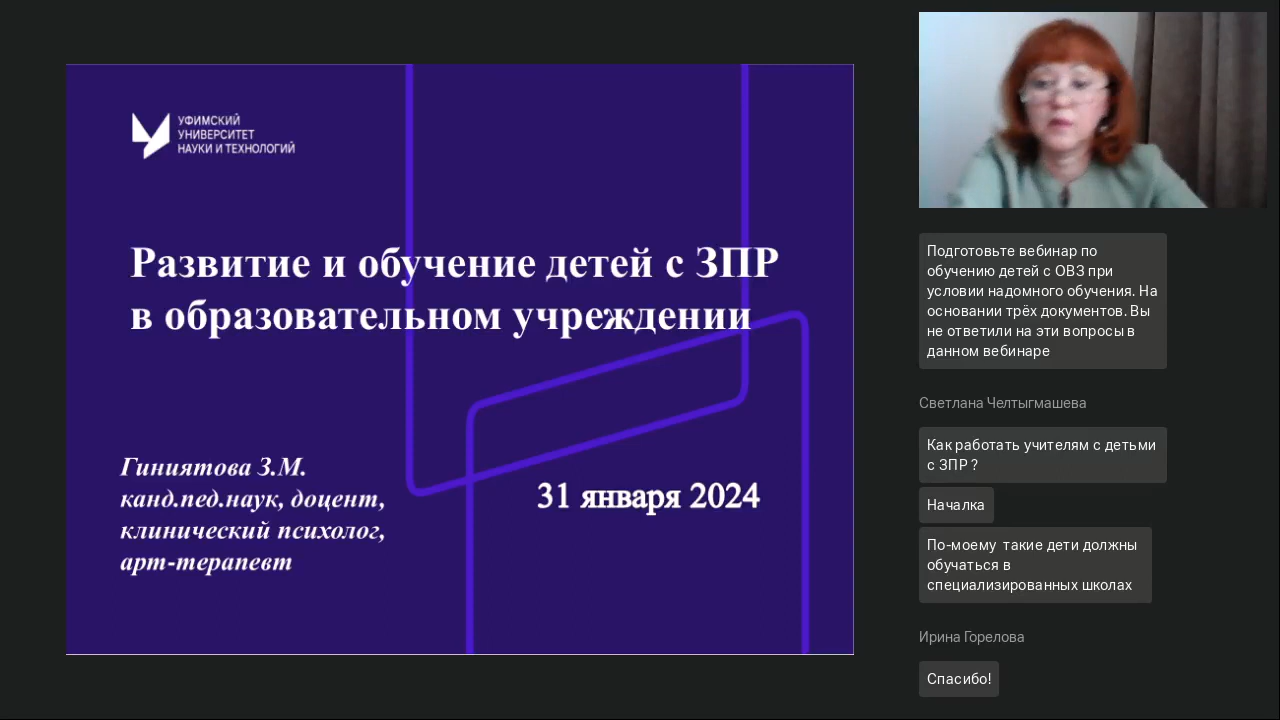 УФИМСКИЙ
УНИВЕРСИТЕТ
НАУКИ И ТЕХНОЛОГИЙ
Развитие и обучение детей с ЗПР
в образовательном учреждении
Гиниятова З.М.
канд.пед.наук, доцент,
клинический психолог,
арт-терапевт
31 января 2024
Подготовьте вебинар по
обучению детей с ОВЗ при
условии надомного обучения. На
основании трёх документов. Вы
не ответили на эти вопросы в
данном вебинаре
Светлана Челтыгмашева
Как работать учителям с детьми
с ЗПР ?
Началка
По-моему такие дети должны
обучаться в
специализированных школах
Ирина Горелова
Спасибо!